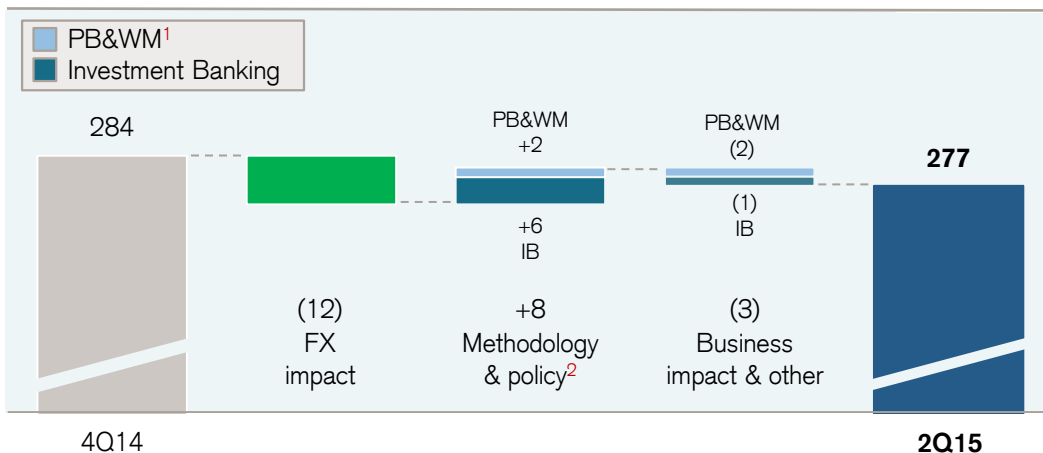 PB&WM1
Investment Banking
284
PB&WM
+2
+6
IB
PB&WM
(2)
(1)
IB
277
(12)
FX
impact
+8
Methodology
& policy2
(3)
Business
impact & other
4Q14
2Q15